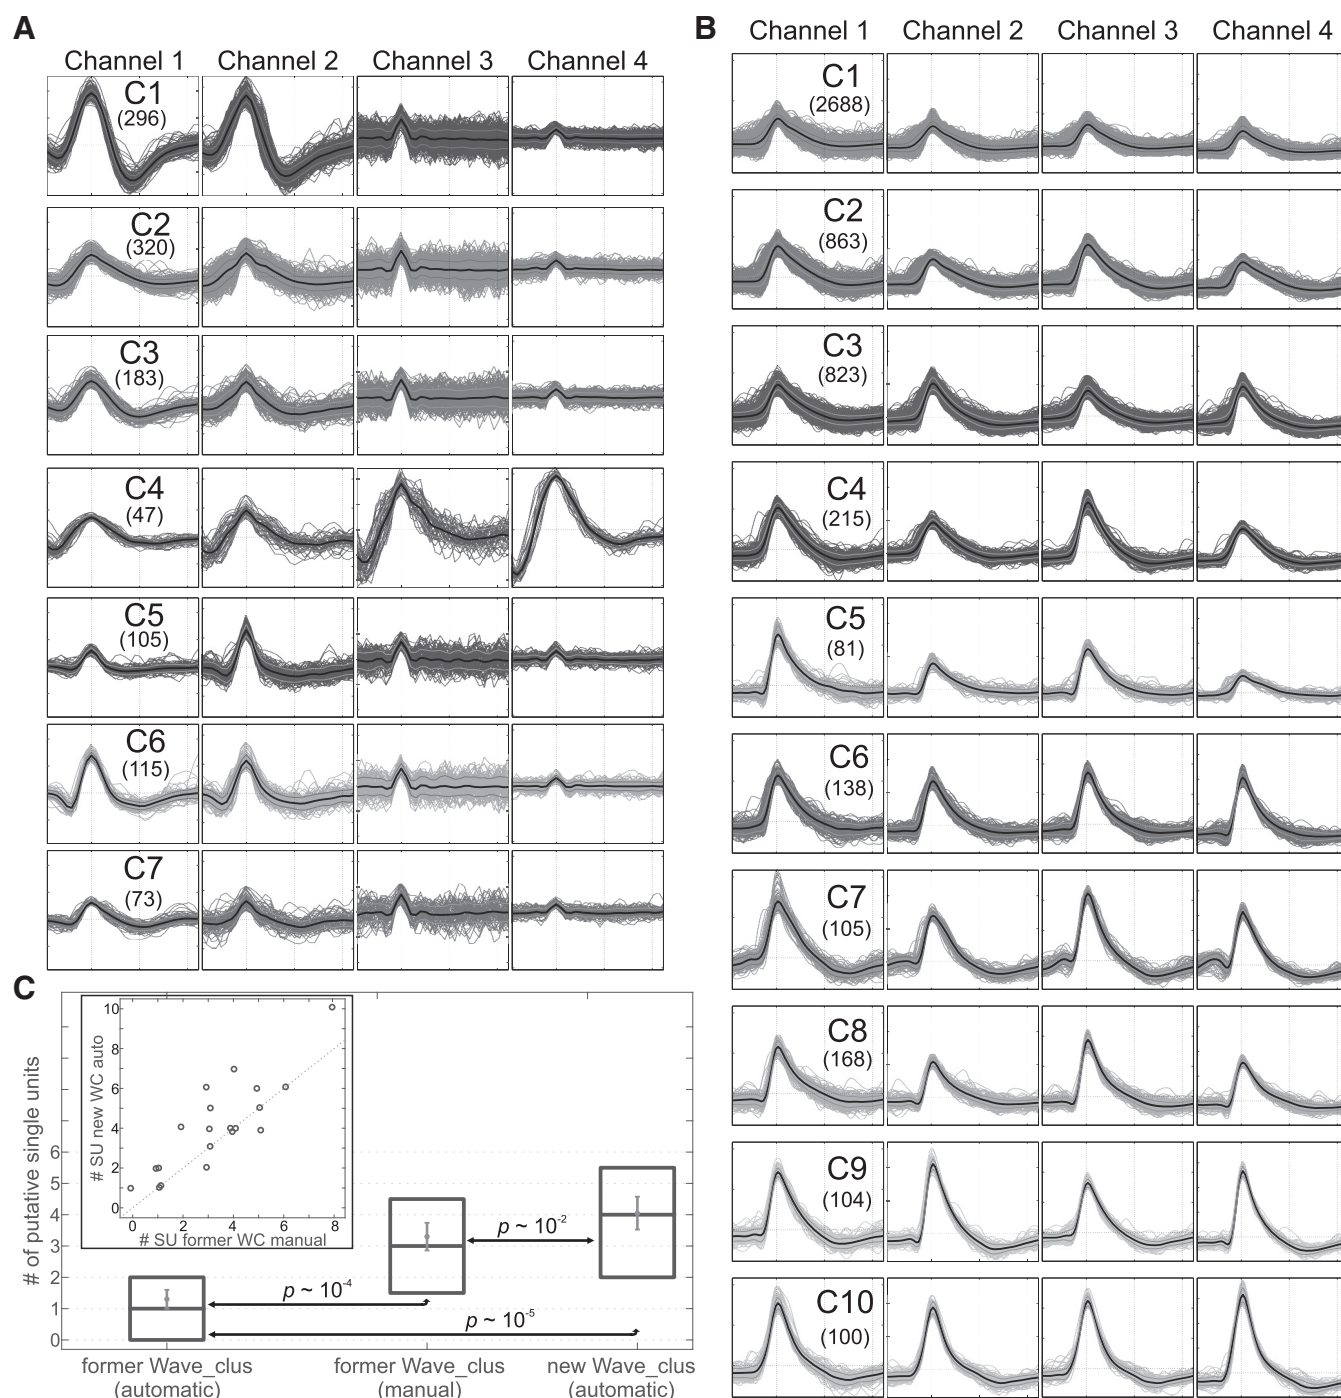 A
Channel 1 Channel 2 Channel 3 Channel 4
C1
(296)
C2
(320)
C3
(183)
C4
(47)
C5
(105)
C6
(115)
C7
(73)
B
Channel 1 Channel 2 Channel 3 Channel 4
C1
(2688)
C2
(863)
C3
(823)
C4
(215)
C5
(81)
C6
(138)
C7
(105)
C8
(168)
C9
(104)
C10
(100)
C
# of putative single units
6
5
4
3
2
1
0
# SU new WC auto
10
8
6
4
2
0
0 2 4 6 8
# SU former WC manual
p ~ 10-4
p ~ 10-2
p ~ 10-5
former Wave_clus
(automatic)
former Wave_clus
(manual)
new Wave_clus
(automatic)